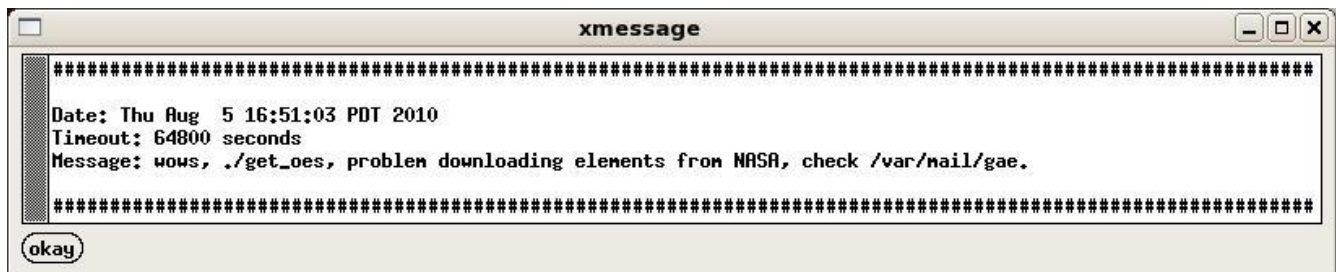 xmessage
################################################################################################################
Date: Thu Aug  5 16:51:03 PDT 2010
Timeout: 64800 seconds
Message: wows, ./get_oes, problem downloading elements from NASA, check /var/mail/gae.
################################################################################################################
okay